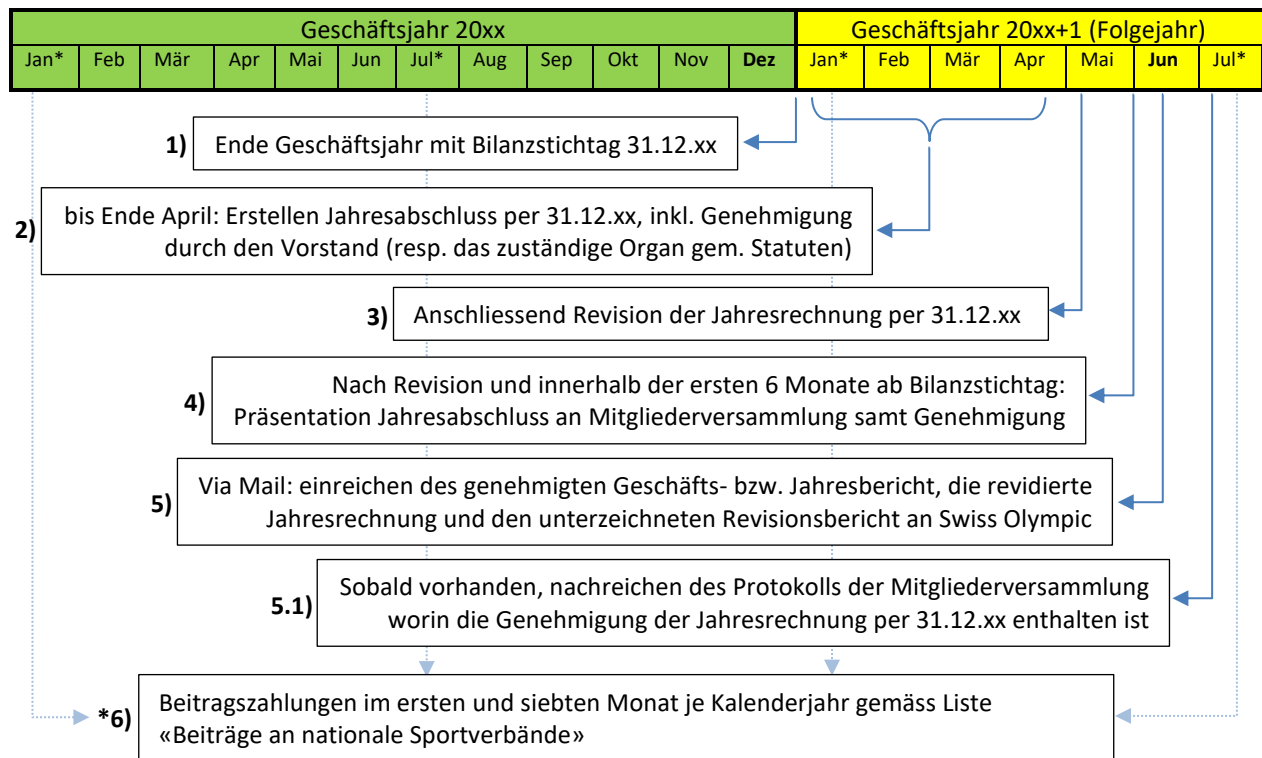 Geschäftsjahr 20xx Geschäftsjahr 20xx+1 (Folgejahr)
Jan* Feb Mär Apr Mai Jun Jul* Aug Sep Okt Nov Dez Jan* Feb Mär Apr Mai Jun Jul*
1) Ende Geschäftsjahr mit Bilanzstichtag 31.12.xx
bis Ende April: Erstellen Jahresabschluss per 31.12.xx, inkl. Genehmigung
2) durch den Vorstand (resp. das zuständige Organ gem. Statuten)
3) Anschliessend Revision der Jahresrechnung per 31.12.xx
Nach Revision und innerhalb der ersten 6 Monate ab Bilanzstichtag:
4) Präsentation Jahresabschluss an Mitgliederversammlung samt Genehmigung
Via Mail: einreichen des genehmigten Geschäfts- bzw. Jahresbericht, die revidierte
5) Jahresrechnung und den unterzeichneten Revisionsbericht an Swiss Olympic
Sobald vorhanden, nachreichen des Protokolls der Mitgliederversammlung
5.1) worin die Genehmigung der Jahresrechnung per 31.12.xx enthalten ist
*6) Beitragszahlungen im ersten und siebten Monat je Kalenderjahr gemäss Liste
«Beiträge an nationale Sportverbände»